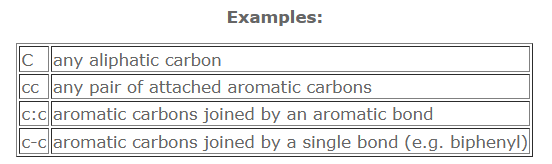 Examples:
C any aliphatic carbon
cc any pair of attached aromatic carbons
c:c aromatic carbons joined by an aromatic bond
c-c aromatic carbons joined by a single bond (e.g. biphenyl)